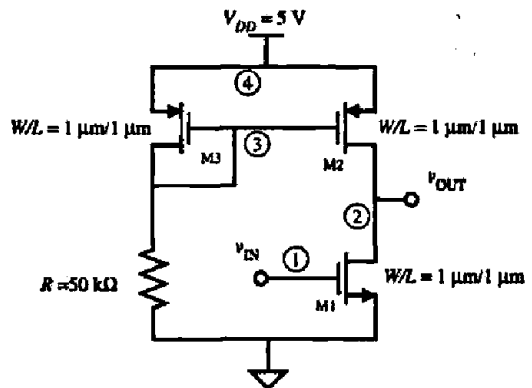 V_DD = 5 V
4
W/L = 1 μm/1 μm
M3
3
M2
W/L = 1 μm/1 μm
v_OUT
2
v_IN
1
R =50 kΩ
M1
W/L = 1 μm/1 μm